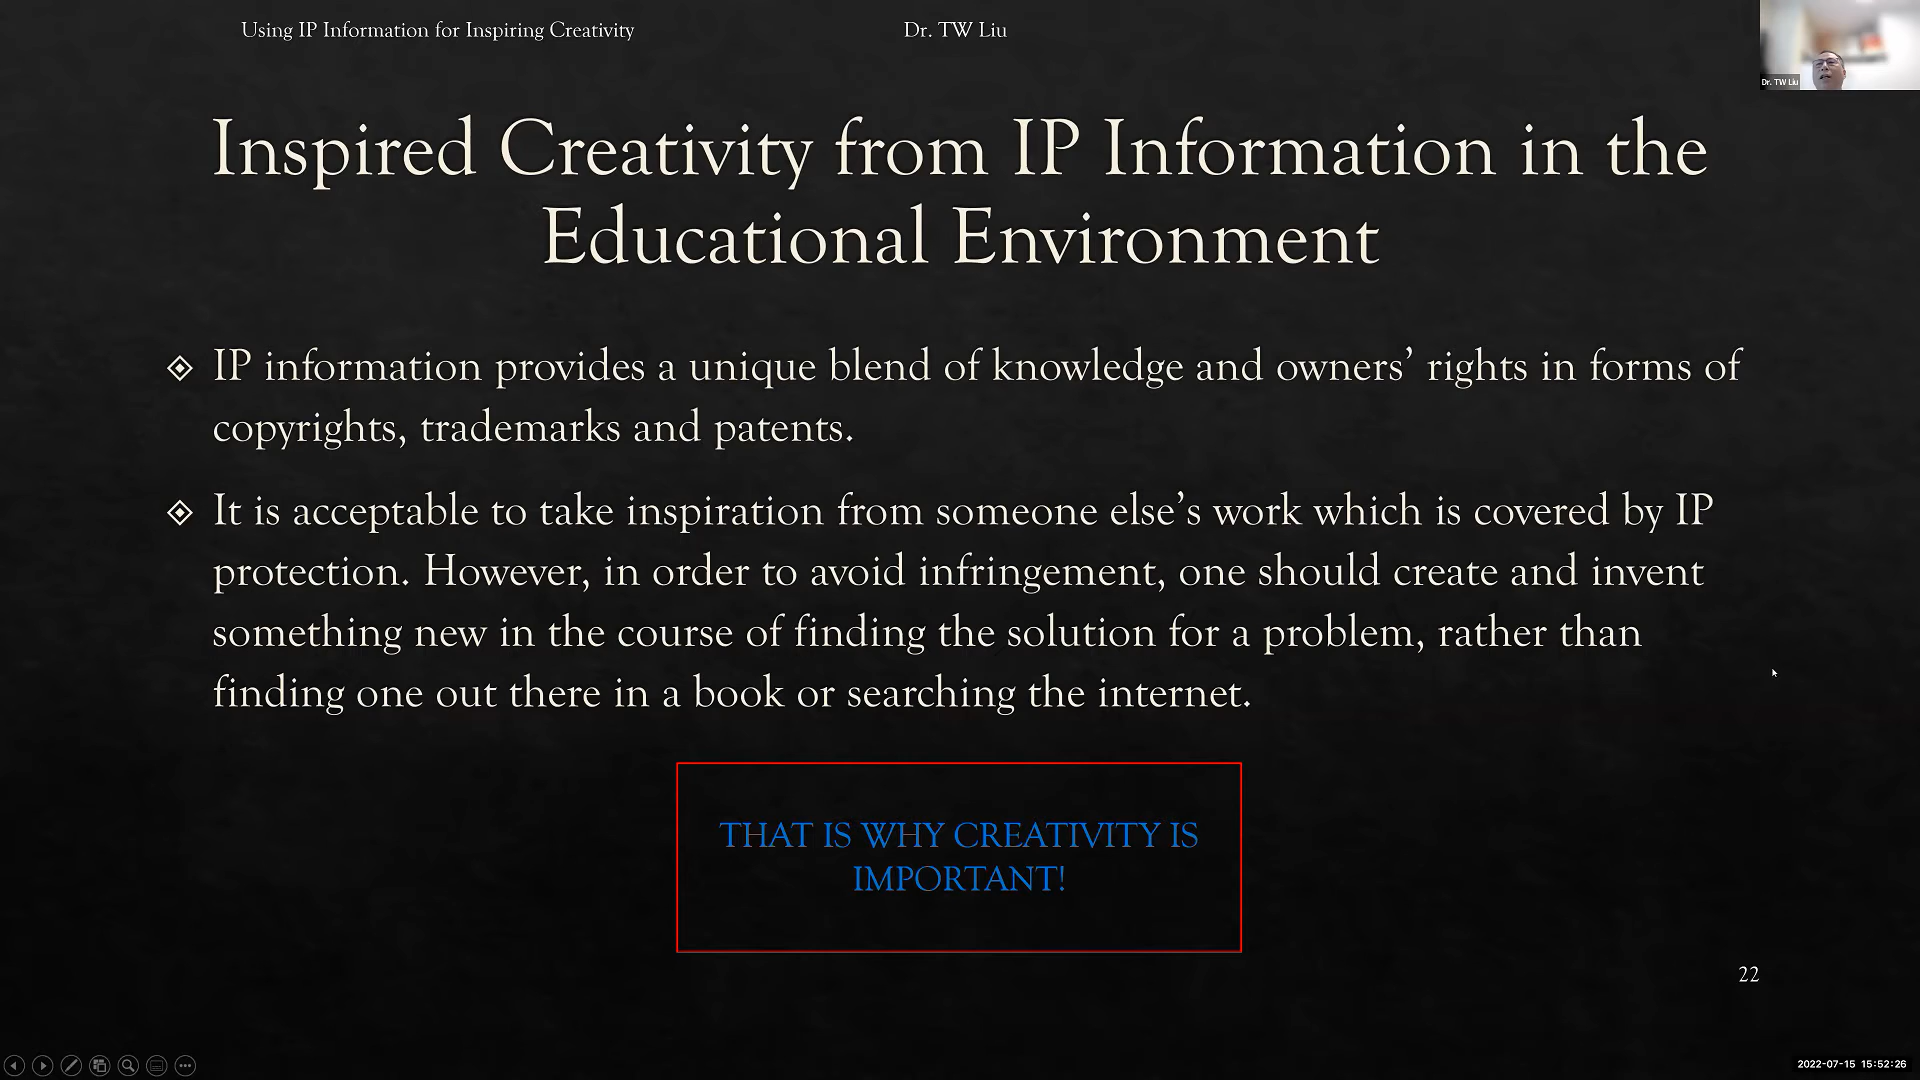 Using IP Information for Inspiring Creativity
Dr. TW Liu
Dr. TW Liu
Inspired Creativity from IP Information in the
Educational Environment
IP information provides a unique blend of knowledge and owners’ rights in forms of
copyrights, trademarks and patents.
It is acceptable to take inspiration from someone else’s work which is covered by IP
protection. However, in order to avoid infringement, one should create and invent
something new in the course of finding the solution for a problem, rather than
finding one out there in a book or searching the internet.
THAT IS WHY CREATIVITY IS
IMPORTANT!
22
2022-07-15 15:52:26